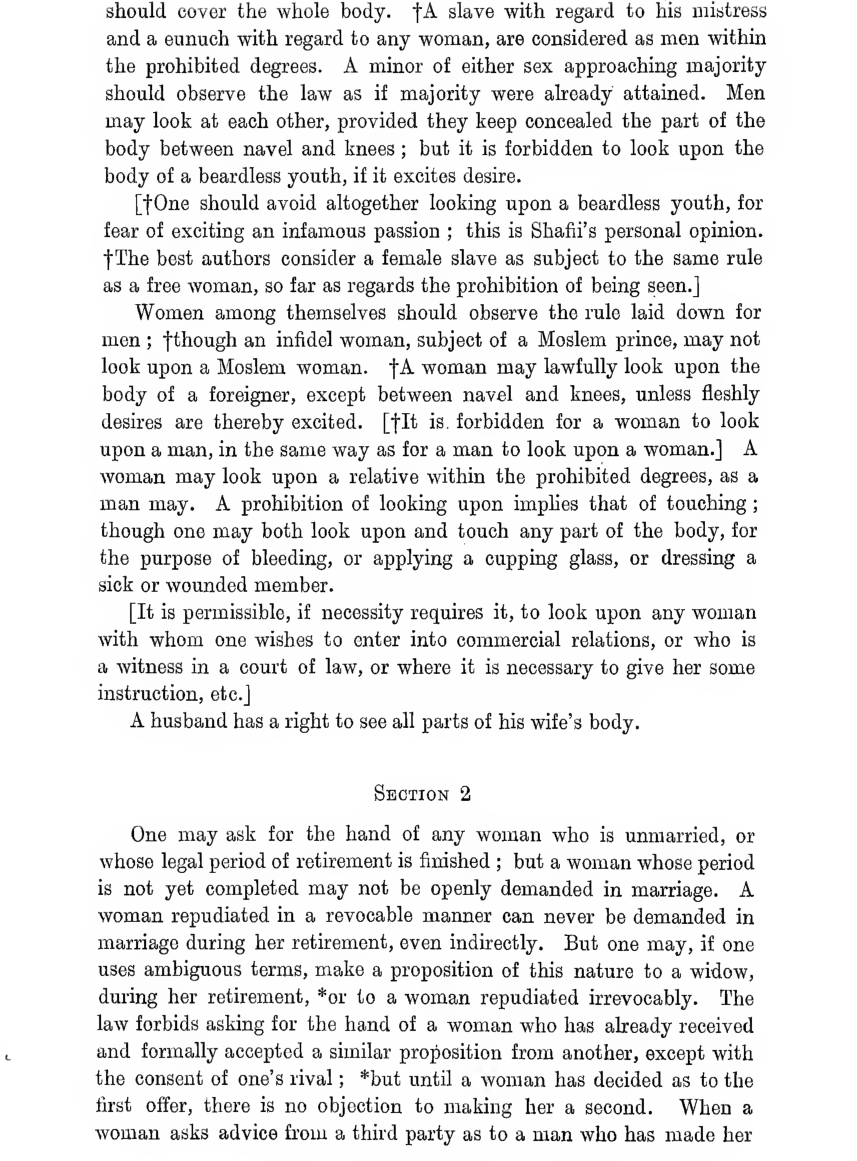 should cover the whole body. †A slave with regard to his mistress
and a eunuch with regard to any woman, are considered as men within
the prohibited degrees. A minor of either sex approaching majority
should observe the law as if majority were already attained. Men
may look at each other, provided they keep concealed the part of the
body between navel and knees ; but it is forbidden to look upon the
body of a beardless youth, if it excites desire.
[†One should avoid altogether looking upon a beardless youth, for
fear of exciting an infamous passion ; this is Shafii's personal opinion.
†The best authors consider a female slave as subject to the same rule
as a free woman, so far as regards the prohibition of being seen.]
Women among themselves should observe the rule laid down for
men ; †though an infidel woman, subject of a Moslem prince, may not
look upon a Moslem woman. †A woman may lawfully look upon the
body of a foreigner, except between navel and knees, unless fleshly
desires are thereby excited. [†It is forbidden for a woman to look
upon a man, in the same way as for a man to look upon a woman.] A
woman may look upon a relative within the prohibited degrees, as a
man may. A prohibition of looking upon implies that of touching ;
though one may both look upon and touch any part of the body, for
the purpose of bleeding, or applying a cupping glass, or dressing a
sick or wounded member.
[It is permissible, if necessity requires it, to look upon any woman
with whom one wishes to enter into commercial relations, or who is
a witness in a court of law, or where it is necessary to give her some
instruction, etc.]
A husband has a right to see all parts of his wife's body.
SECTION 2
One may ask for the hand of any woman who is unmarried, or
whose legal period of retirement is finished ; but a woman whose period
is not yet completed may not be openly demanded in marriage. A
woman repudiated in a revocable manner can never be demanded in
marriage during her retirement, even indirectly. But one may, if one
uses ambiguous terms, make a proposition of this nature to a widow,
during her retirement, *or to a woman repudiated irrevocably. The
law forbids asking for the hand of a woman who has already received
and formally accepted a similar proposition from another, except with
the consent of one's rival ; *but until a woman has decided as to the
first offer, there is no objection to making her a second. When a
woman asks advice from a third party as to a man who has made her